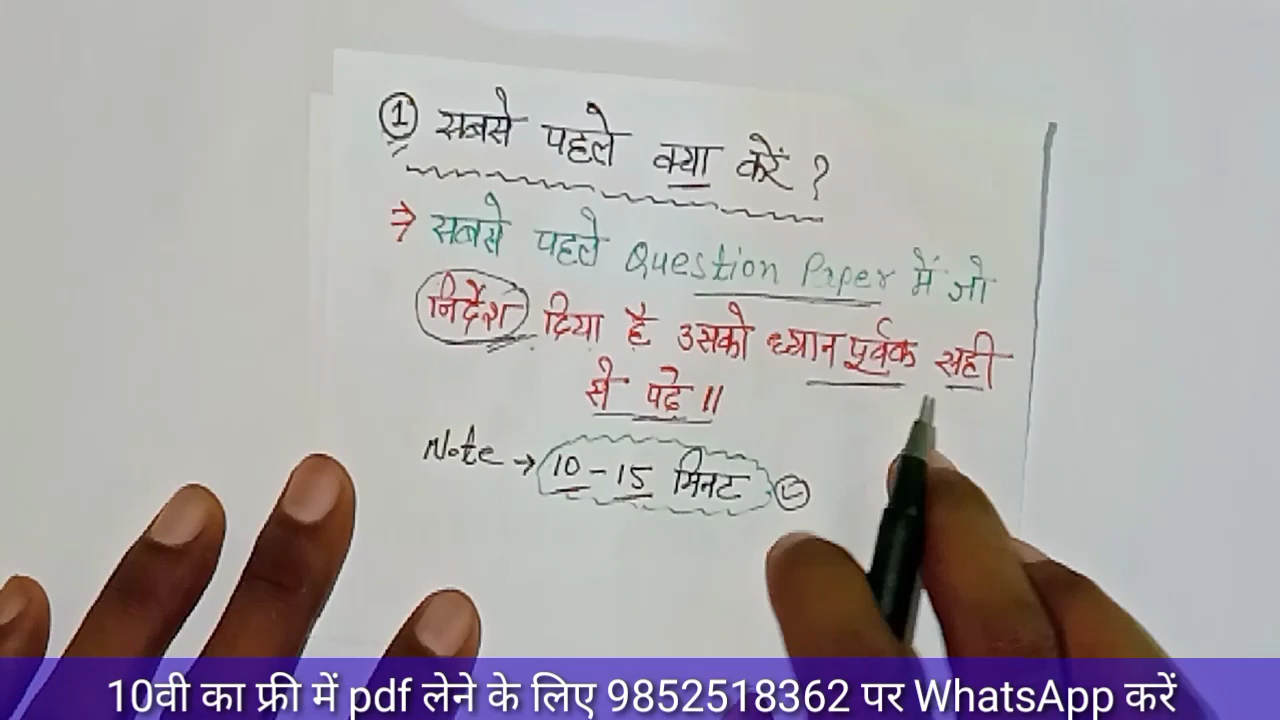 ① सबसे पहले क्या करें ?
⇒ सबसे पहले Question Paper में जो
निर्देश दिया है उसको ध्यान पूर्वक सही
से पढे ॥
Note → 10 - 15 मिनट
10वी का फ्री में pdf लेने के लिए 9852518362 पर WhatsApp करें